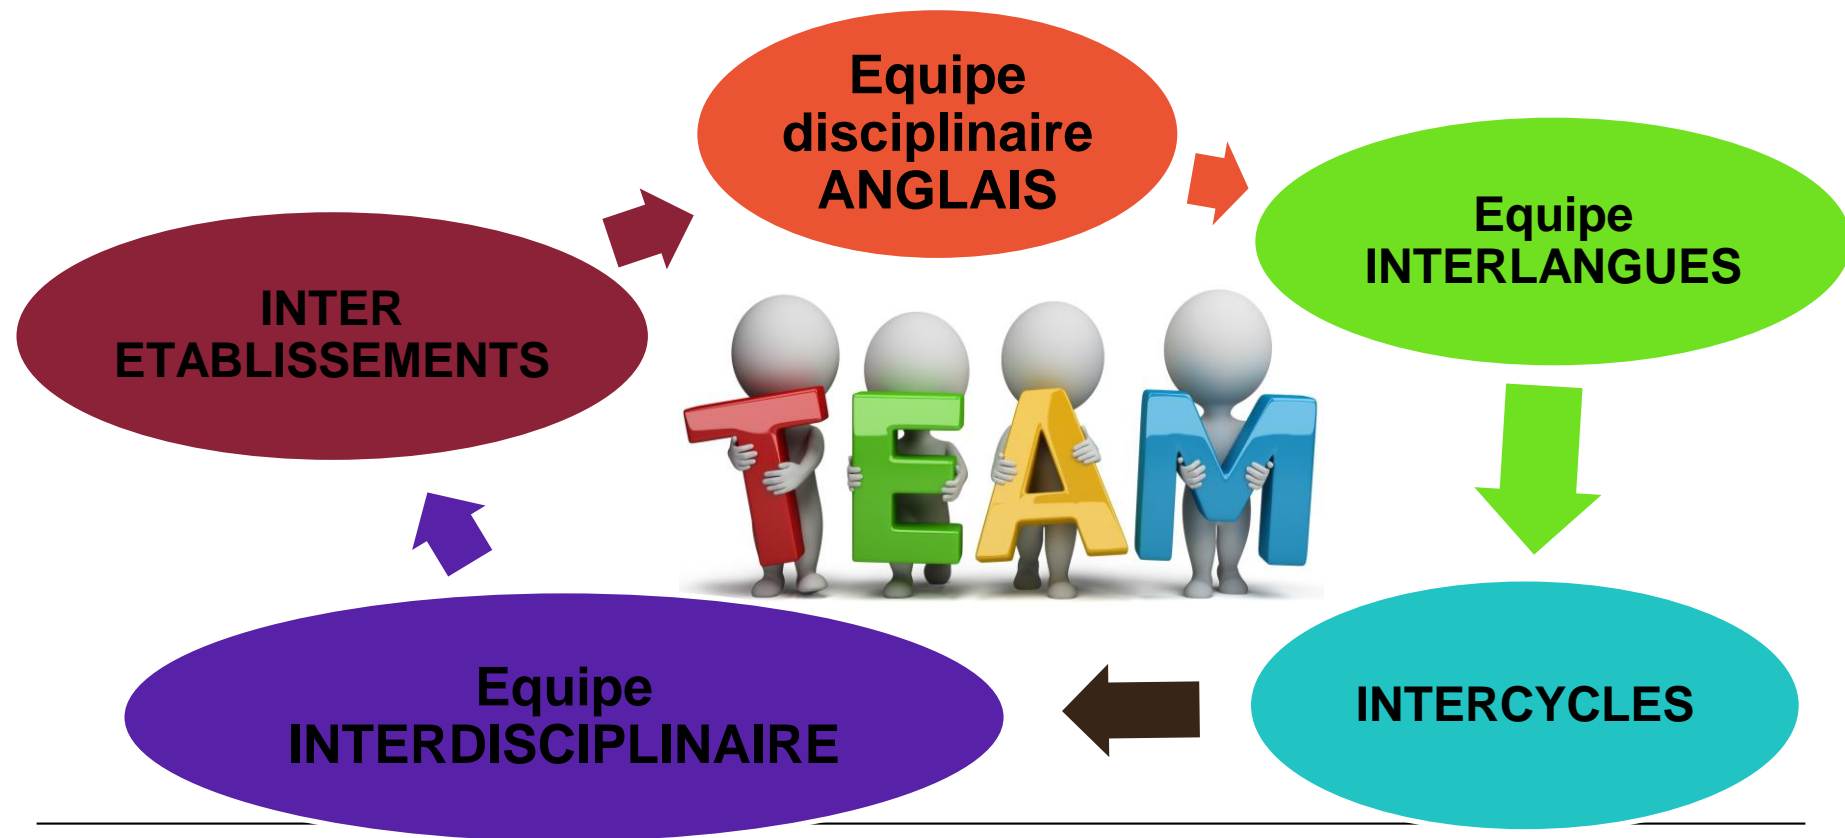 Equipe
disciplinaire
ANGLAIS
Equipe
INTERLANGUES
INTER
ETABLISSEMENTS
TEAM
Equipe
INTERDISCIPLINAIRE
INTERCYCLES